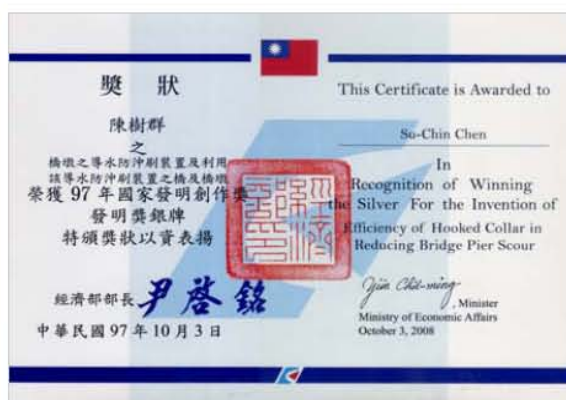 獎 狀
陳樹群
之
橋墩之導水防沖刷裝置及利用
該導水防沖刷裝置之橋及橋墩
榮獲 97 年國家發明創作獎
發明獎銀牌
特頒獎狀以資表揚
經濟部部長 尹啓銘
中華民國 97 年 10 月 3 日
This Certificate is Awarded to
Su-Chin Chen
In
Recognition of Winning
the Silver For the Invention of
Efficiency of Hooked Collar in
Reducing Bridge Pier Scour
Yiin Chii-ming, Minister
Ministry of Economic Affairs
October 3, 2008